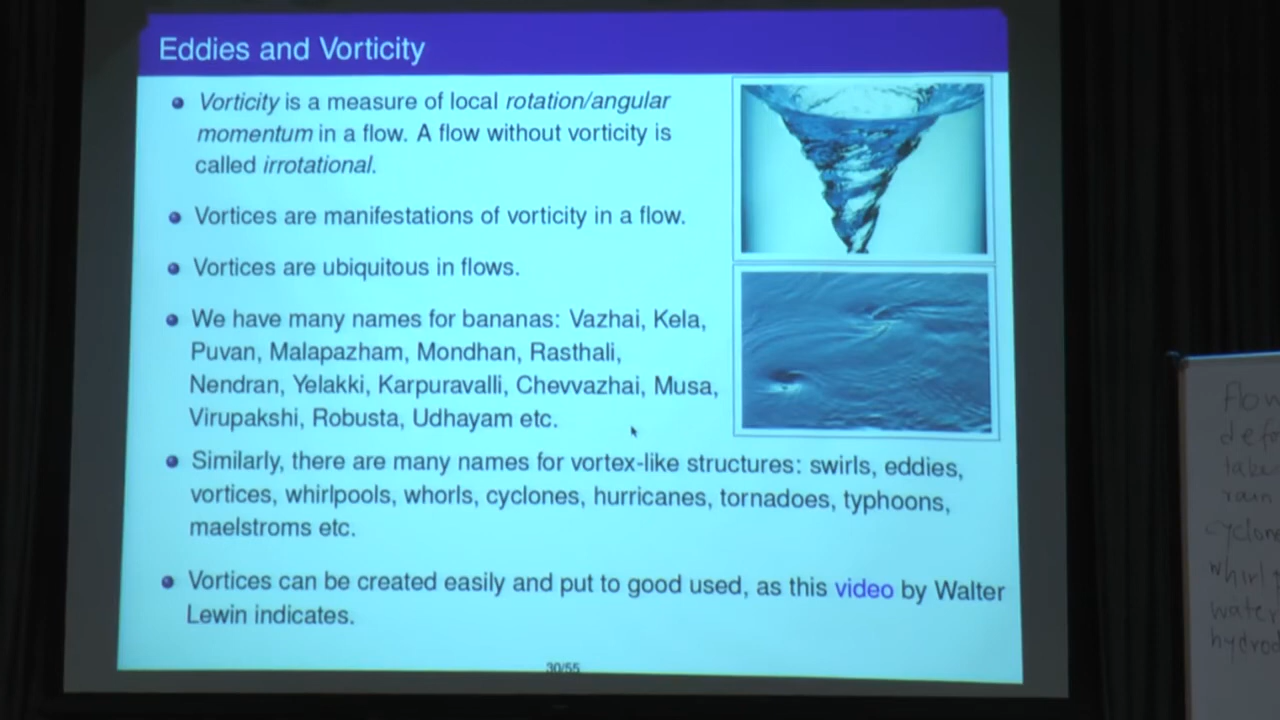 Eddies and Vorticity
Vorticity is a measure of local rotation/angular
momentum in a flow. A flow without vorticity is
called irrotational.
Vortices are manifestations of vorticity in a flow.
Vortices are ubiquitous in flows.
We have many names for bananas: Vazhai, Kela,
Puvan, Malapazham, Mondhan, Rasthali,
Nendran, Yelakki, Karpuravalli, Chevvazhai, Musa,
Virupakshi, Robusta, Udhayam etc.
Similarly, there are many names for vortex-like structures: swirls, eddies,
vortices, whirlpools, whorls, cyclones, hurricanes, tornadoes, typhoons,
maelstroms etc.
Vortices can be created easily and put to good used, as this video by Walter
Lewin indicates.
30/55